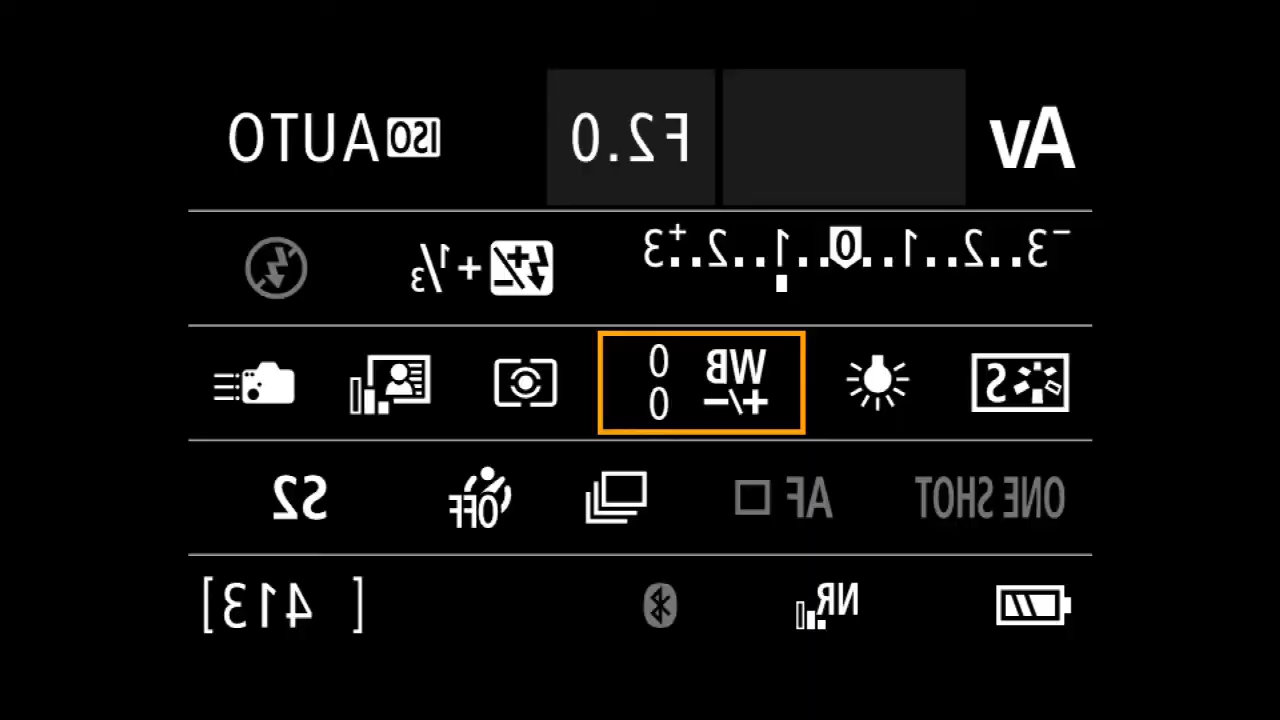 Av F2.0 ISO AUTO
-3..2..1..0..1..2..+3 +1/3
S WB +/- 0 0
ONE SHOT AF OFF S2
NR [ 413]